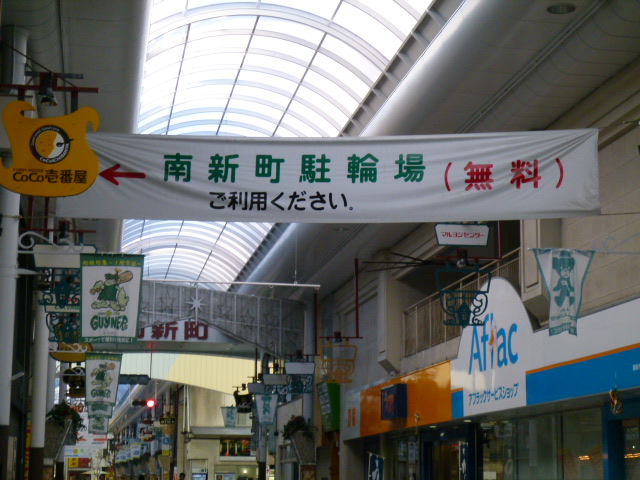 南新町駐輪場(無料)
ご利用ください。
CoCo壱番屋
マルヨシセンター
GUYNER
南新町
Aflac
アフラックサービスショップ